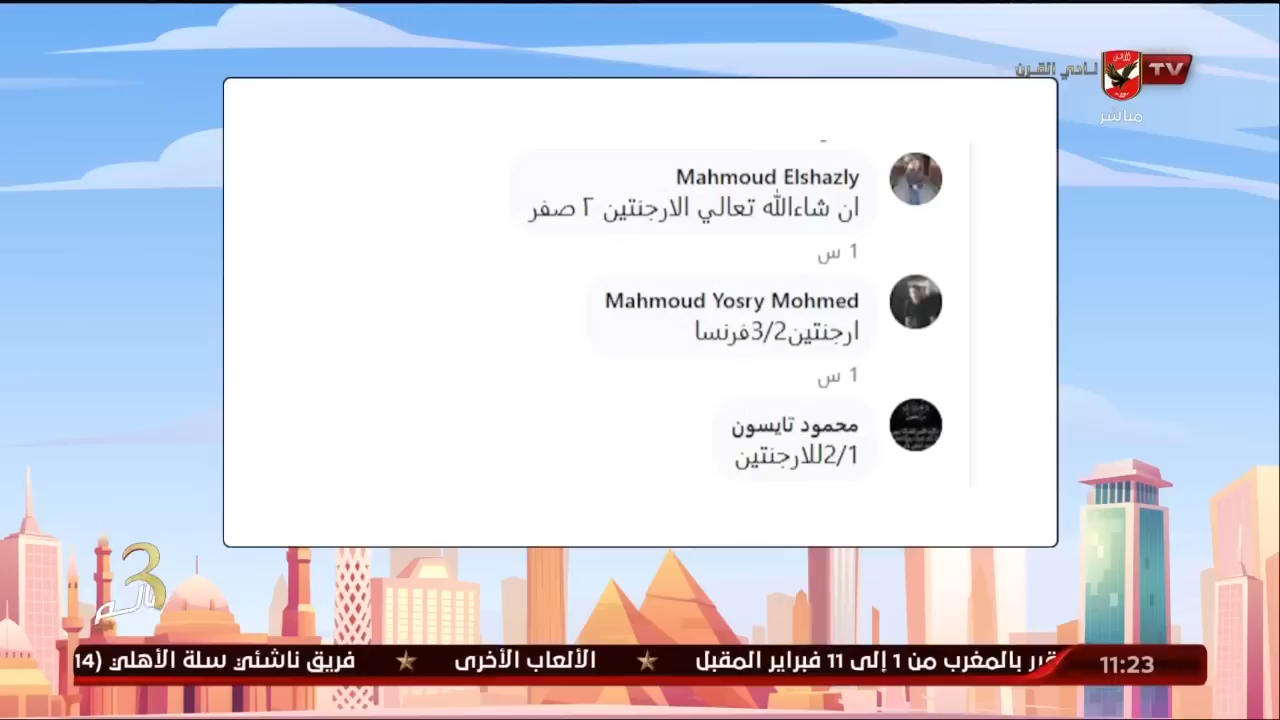 نادي القرن
TV
مباشر
Mahmoud Elshazly
ان شاءالله تعالي الارجنتين ٢ صفر
1 س
Mahmoud Yosry Mohmed
ارجنتين3/2فرنسا
1 س
محمود تايسون
2/1للارجنتين
3
11:23
قرر بالمغرب من 1 إلى 11 فبراير المقبل ★ الألعاب الأخرى ★ فريق ناشئي سلة الأهلي (14